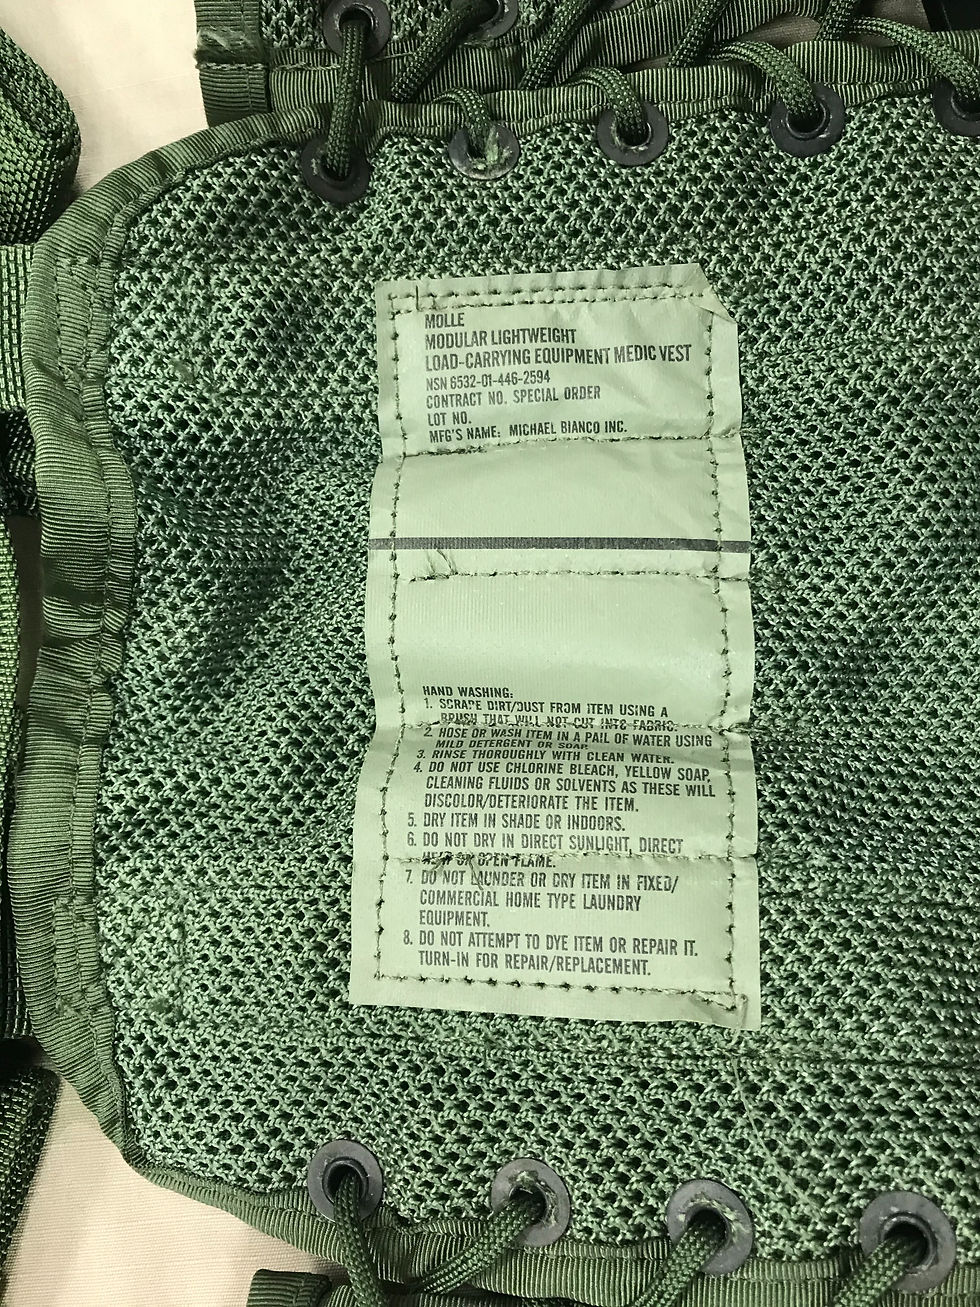 MOLLE
MODULAR LIGHTWEIGHT
LOAD-CARRYING EQUIPMENT MEDIC VEST
NSN 6532-01-446-2594
CONTRACT NO. SPECIAL ORDER
LOT NO.
MFG'S NAME: MICHAEL BIANCO INC.
HAND WASHING:
1. SCRAPE DIRT/DUST FROM ITEM USING A
BRUSH THAT WILL NOT CUT INTO FABRIC.
2. HOSE OR WASH ITEM IN A PAIL OF WATER USING
MILD DETERGENT OR SOAP.
3. RINSE THOROUGHLY WITH CLEAN WATER.
4. DO NOT USE CHLORINE BLEACH, YELLOW SOAP,
CLEANING FLUIDS OR SOLVENTS AS THESE WILL
DISCOLOR/DETERIORATE THE ITEM.
5. DRY ITEM IN SHADE OR INDOORS.
6. DO NOT DRY IN DIRECT SUNLIGHT, DIRECT
HEAT OR OPEN FLAME.
7. DO NOT LAUNDER OR DRY ITEM IN FIXED/
COMMERCIAL HOME TYPE LAUNDRY
EQUIPMENT.
8. DO NOT ATTEMPT TO DYE ITEM OR REPAIR IT.
TURN-IN FOR REPAIR/REPLACEMENT.